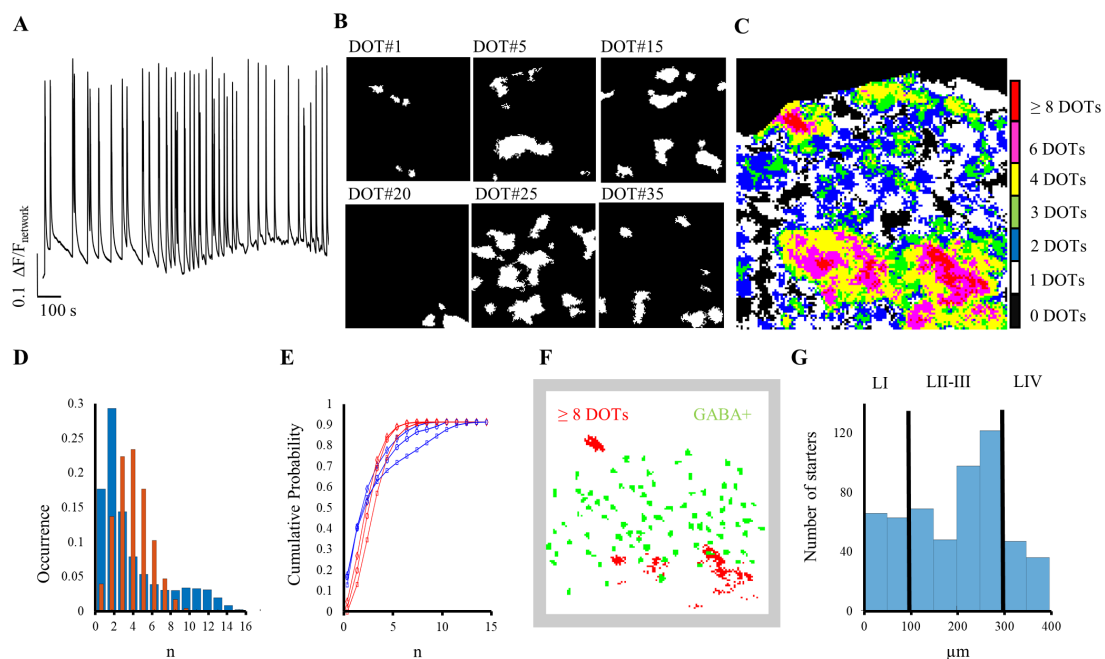 A
0.1 ΔF/Fnetwork
100 s
B
DOT#1 DOT#5 DOT#15
DOT#20 DOT#25 DOT#35
C
≥ 8 DOTs
6 DOTs
4 DOTs
3 DOTs
2 DOTs
1 DOTs
0 DOTs
D
Occurrence
0.3
0.25
0.2
0.15
0.1
0.05
0
0 2 4 6 8 10 12 14 16
n
E
Cumulative Probability
1
0.9
0.8
0.7
0.6
0.5
0.4
0.3
0.2
0.1
0
0 5 10 15
n
F
≥ 8 DOTs GABA+
G
LI LII-III LIV
Number of starters
120
80
40
0
0 100 200 300 400
µm